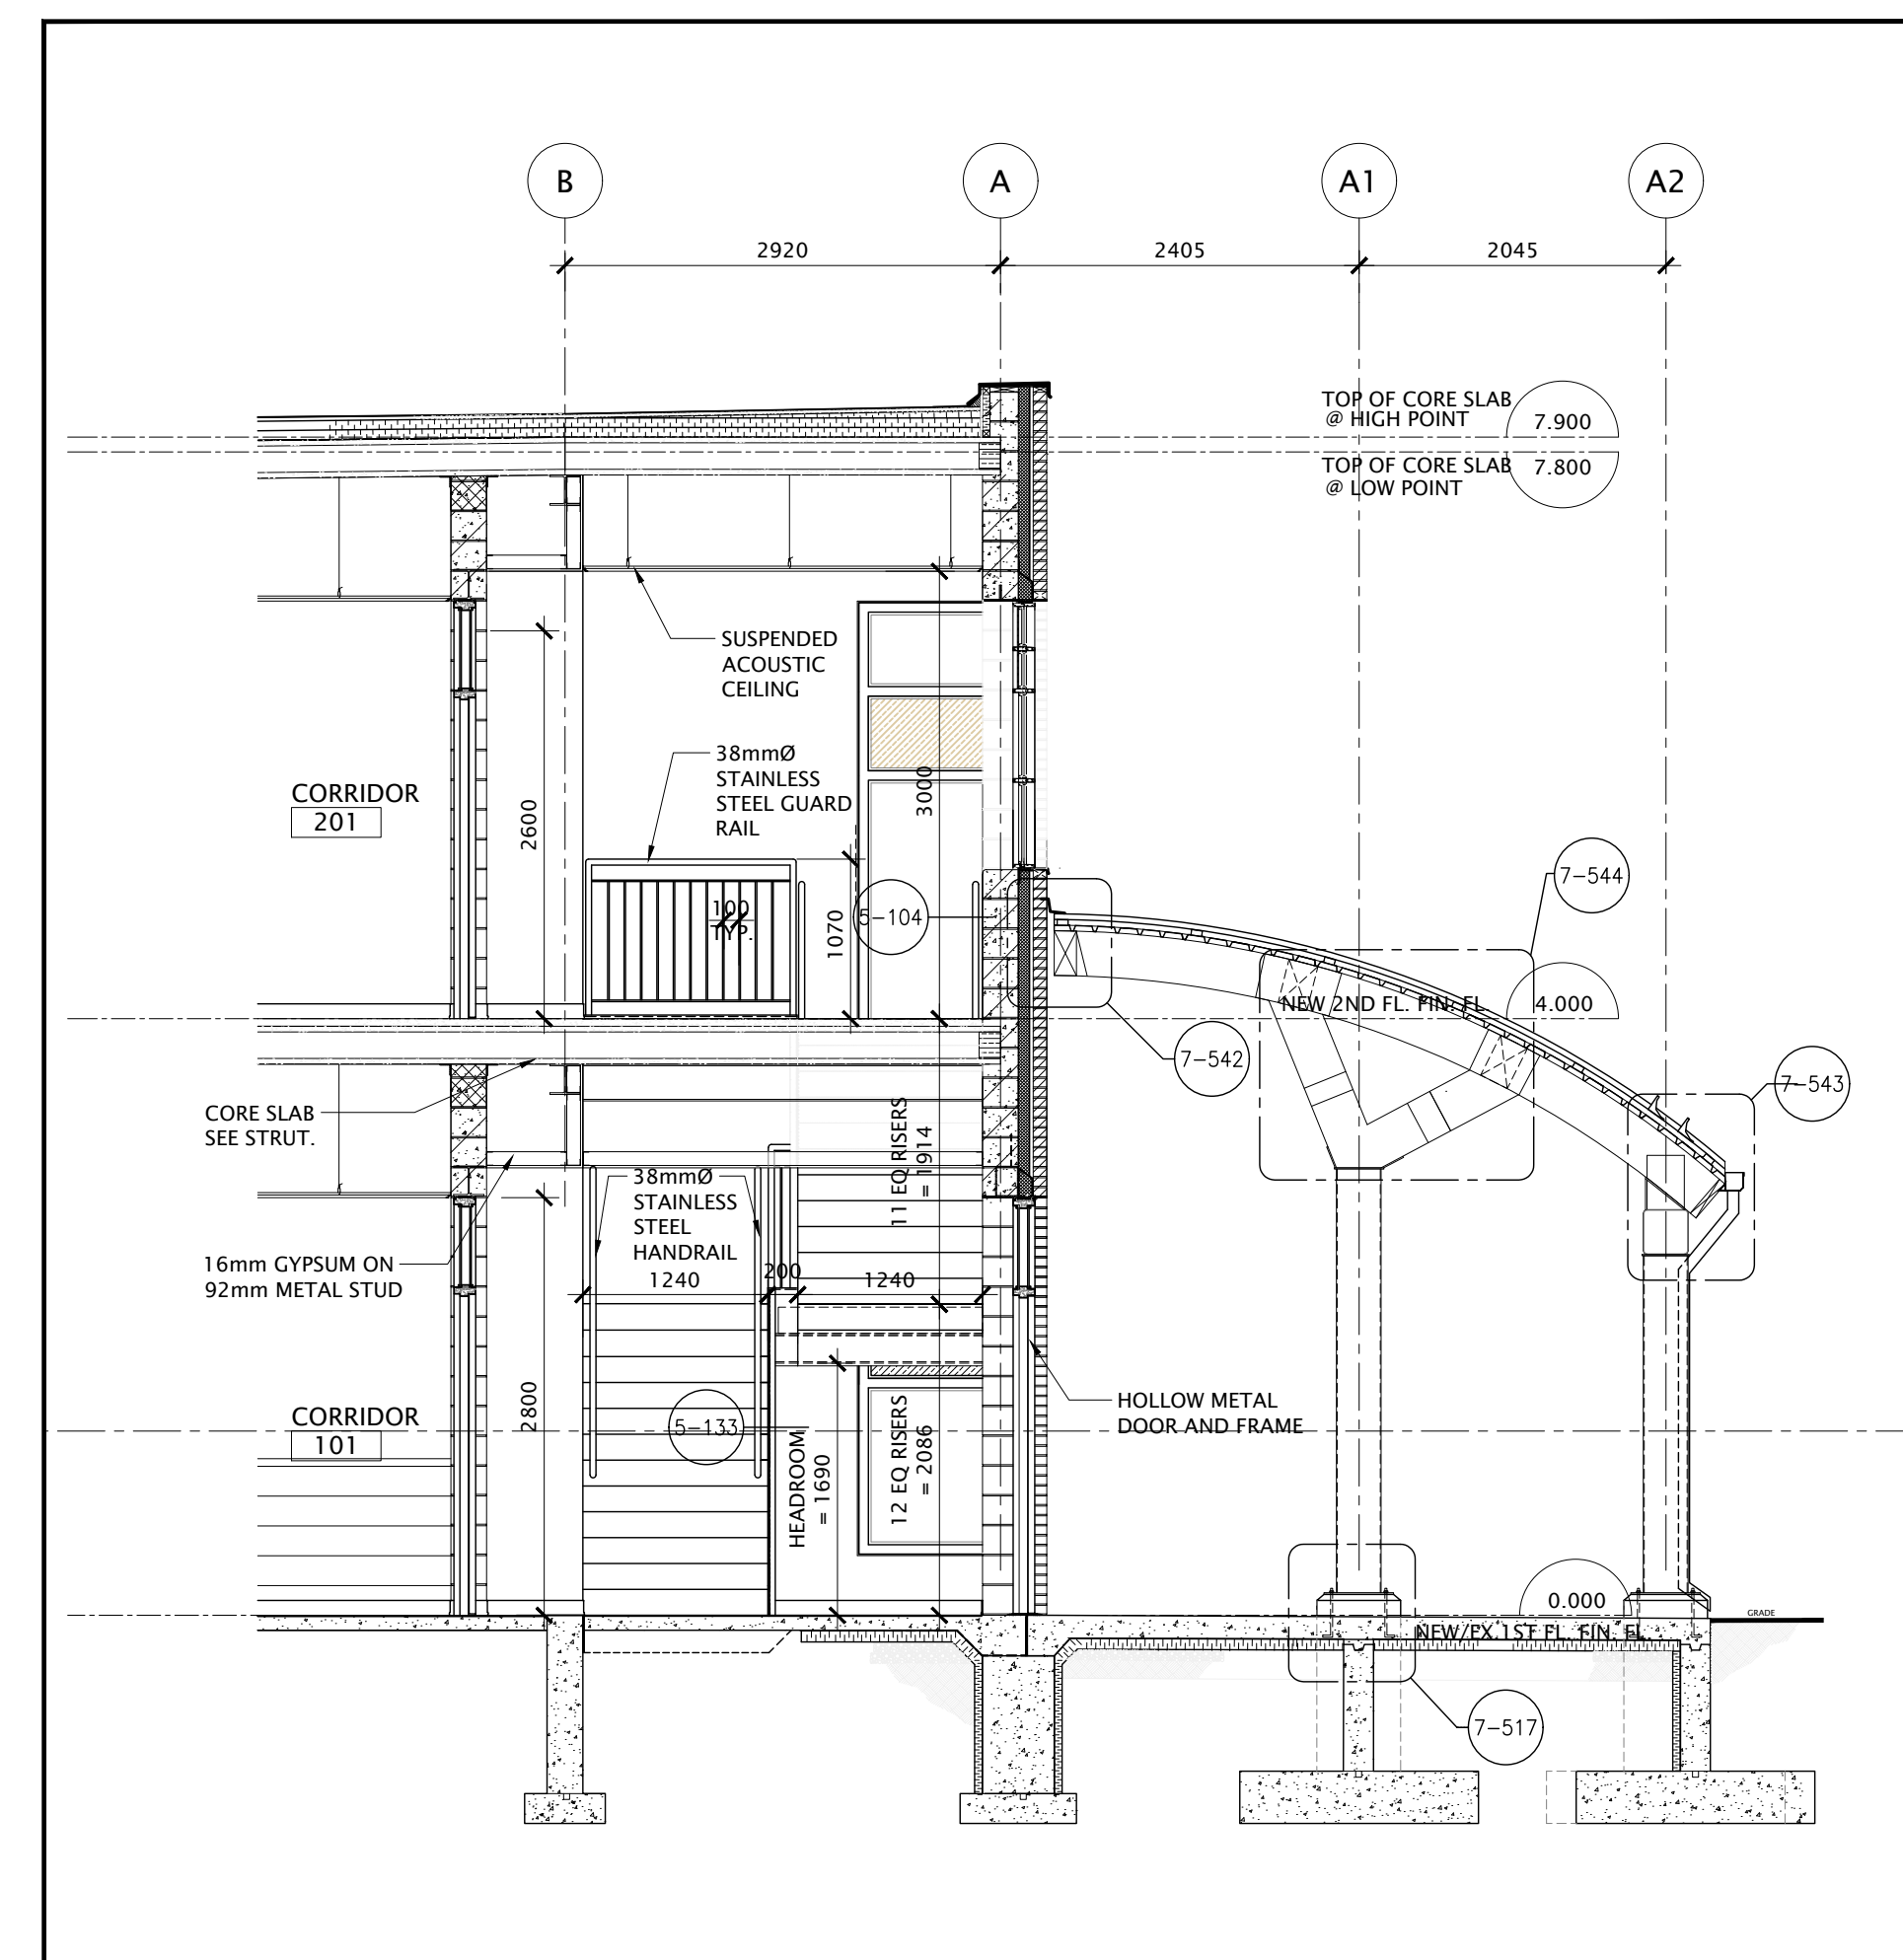 B
A
A1
A2
2920
2405
2045
TOP OF CORE SLAB
@ HIGH POINT
7.900
TOP OF CORE SLAB
@ LOW POINT
7.800
SUSPENDED
ACOUSTIC
CEILING
38mmØ
STAINLESS
STEEL GUARD
RAIL
3000
2600
CORRIDOR
201
100
TYP.
1070
5-104
7-544
NEW 2ND FL. FIN. FL.
4.000
7-542
7-543
CORE SLAB
SEE STRUT.
11 EQ RISERS
= 1914
38mmØ
STAINLESS
STEEL
HANDRAIL
16mm GYPSUM ON
92mm METAL STUD
1240
200
1240
2800
CORRIDOR
101
5-133
HEADROOM
= 1690
12 EQ RISERS
= 2086
HOLLOW METAL
DOOR AND FRAME
0.000
GRADE
NEW/EX 1ST FL. FIN. FL.
7-517